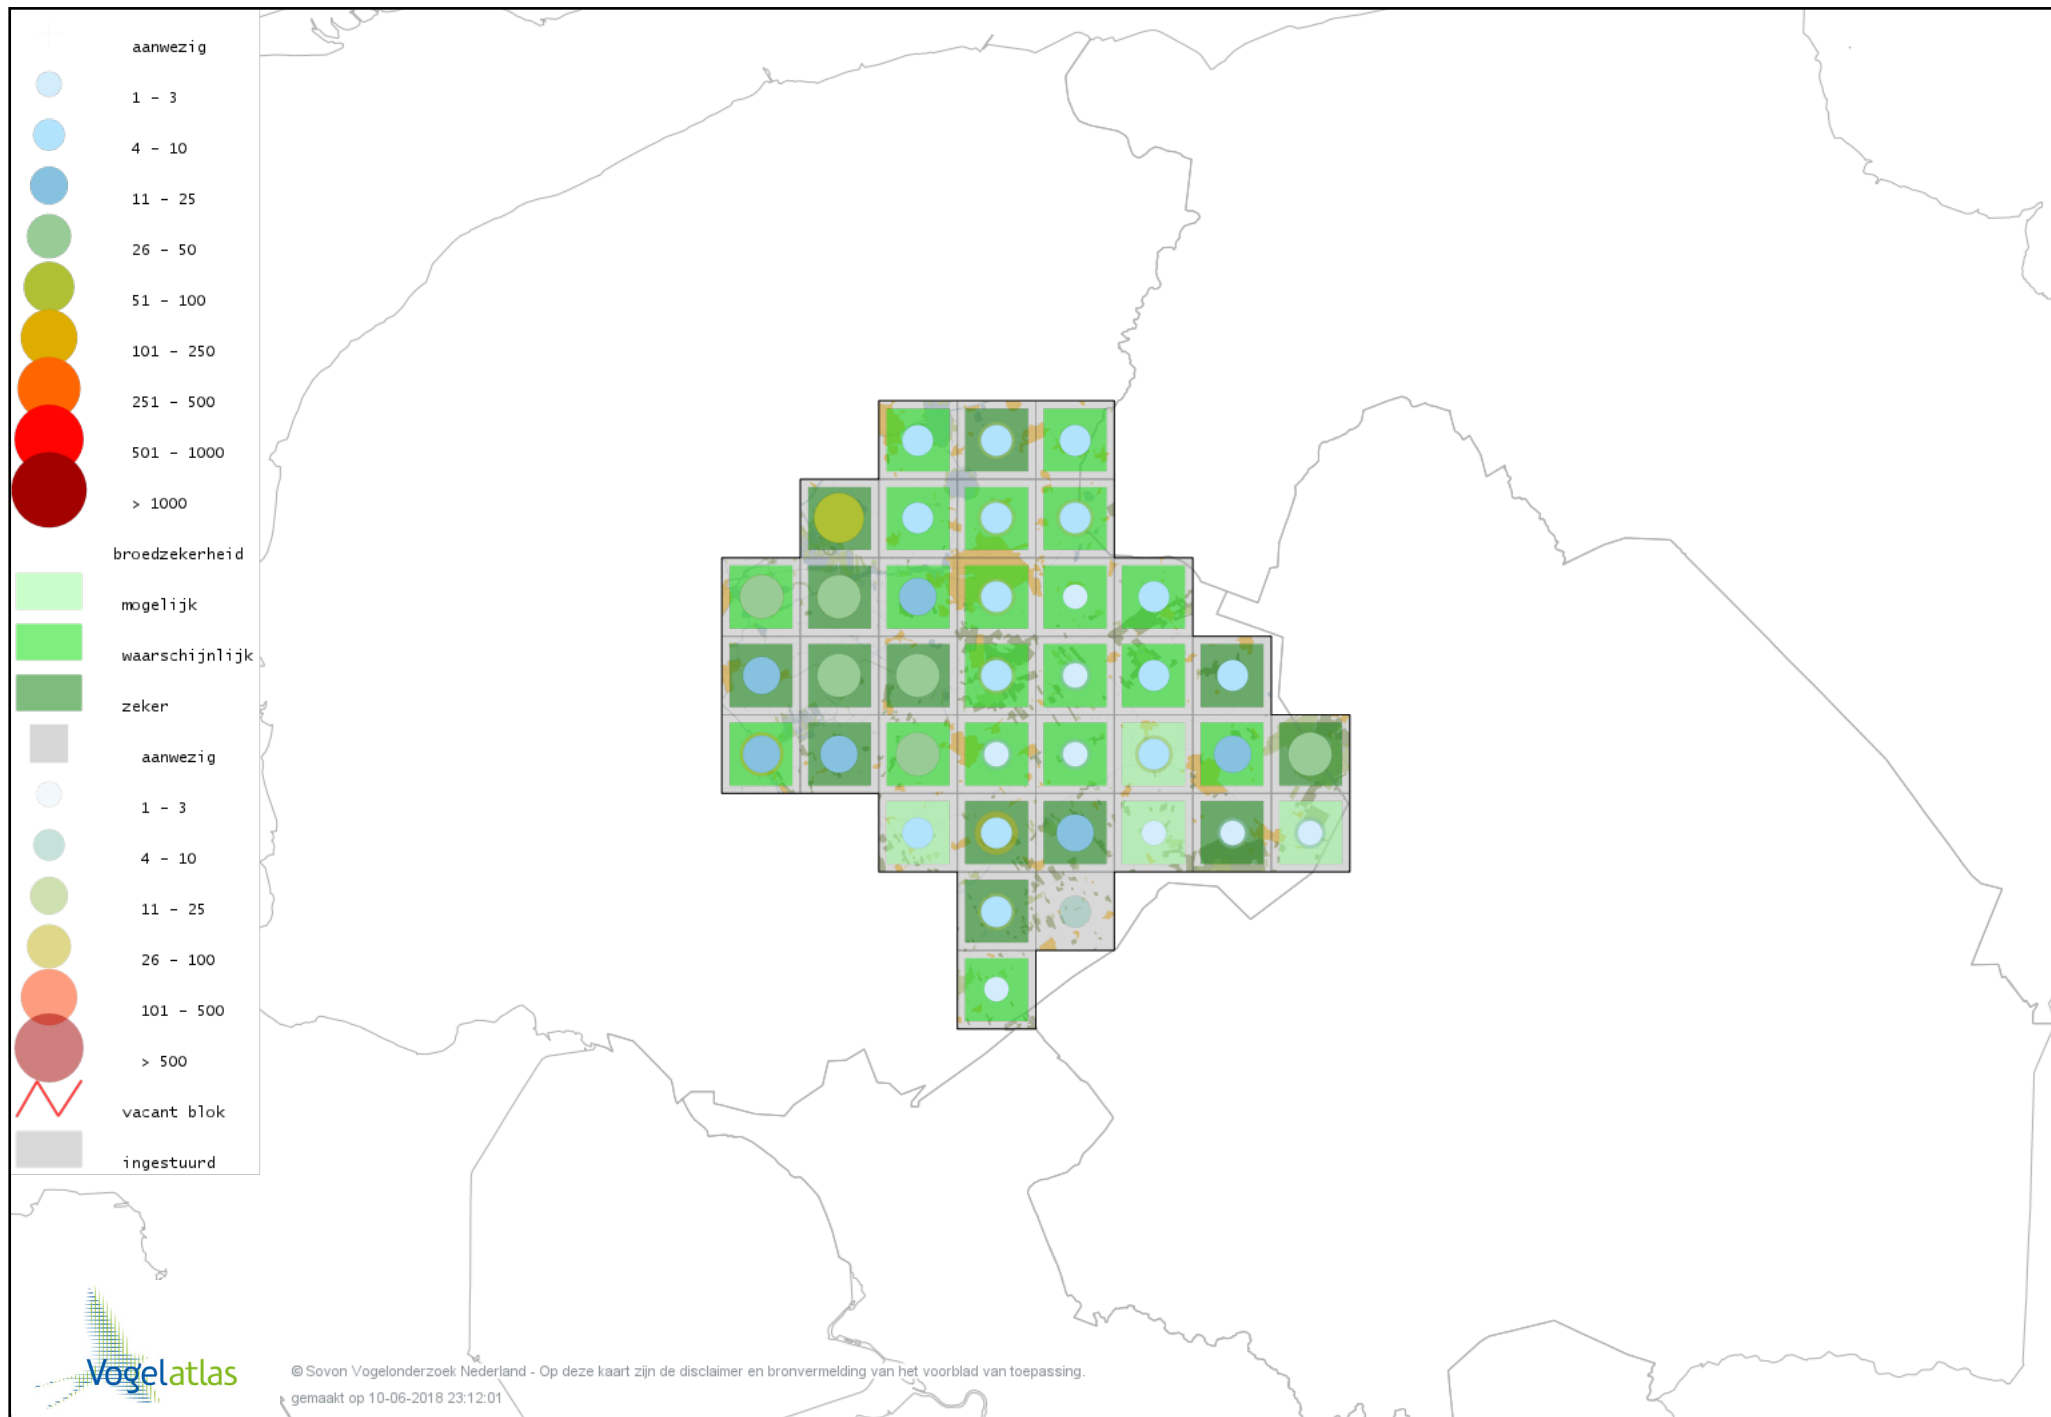 aanwezig
1 - 3
4 - 10
11 - 25
26 - 50
51 - 100
101 - 250
251 - 500
501 - 1000
> 1000
broedzekerheid
mogelijk
waarschijnlijk
zeker
aanwezig
1 - 3
4 - 10
11 - 25
26 - 100
101 - 500
> 500
vacant blok
ingestuurd
Vogelatlas
© Sovon Vogelonderzoek Nederland - Op deze kaart zijn de disclaimer en bronvermelding van het voorblad van toepassing.
gemaakt op 10-06-2018 23:12:01